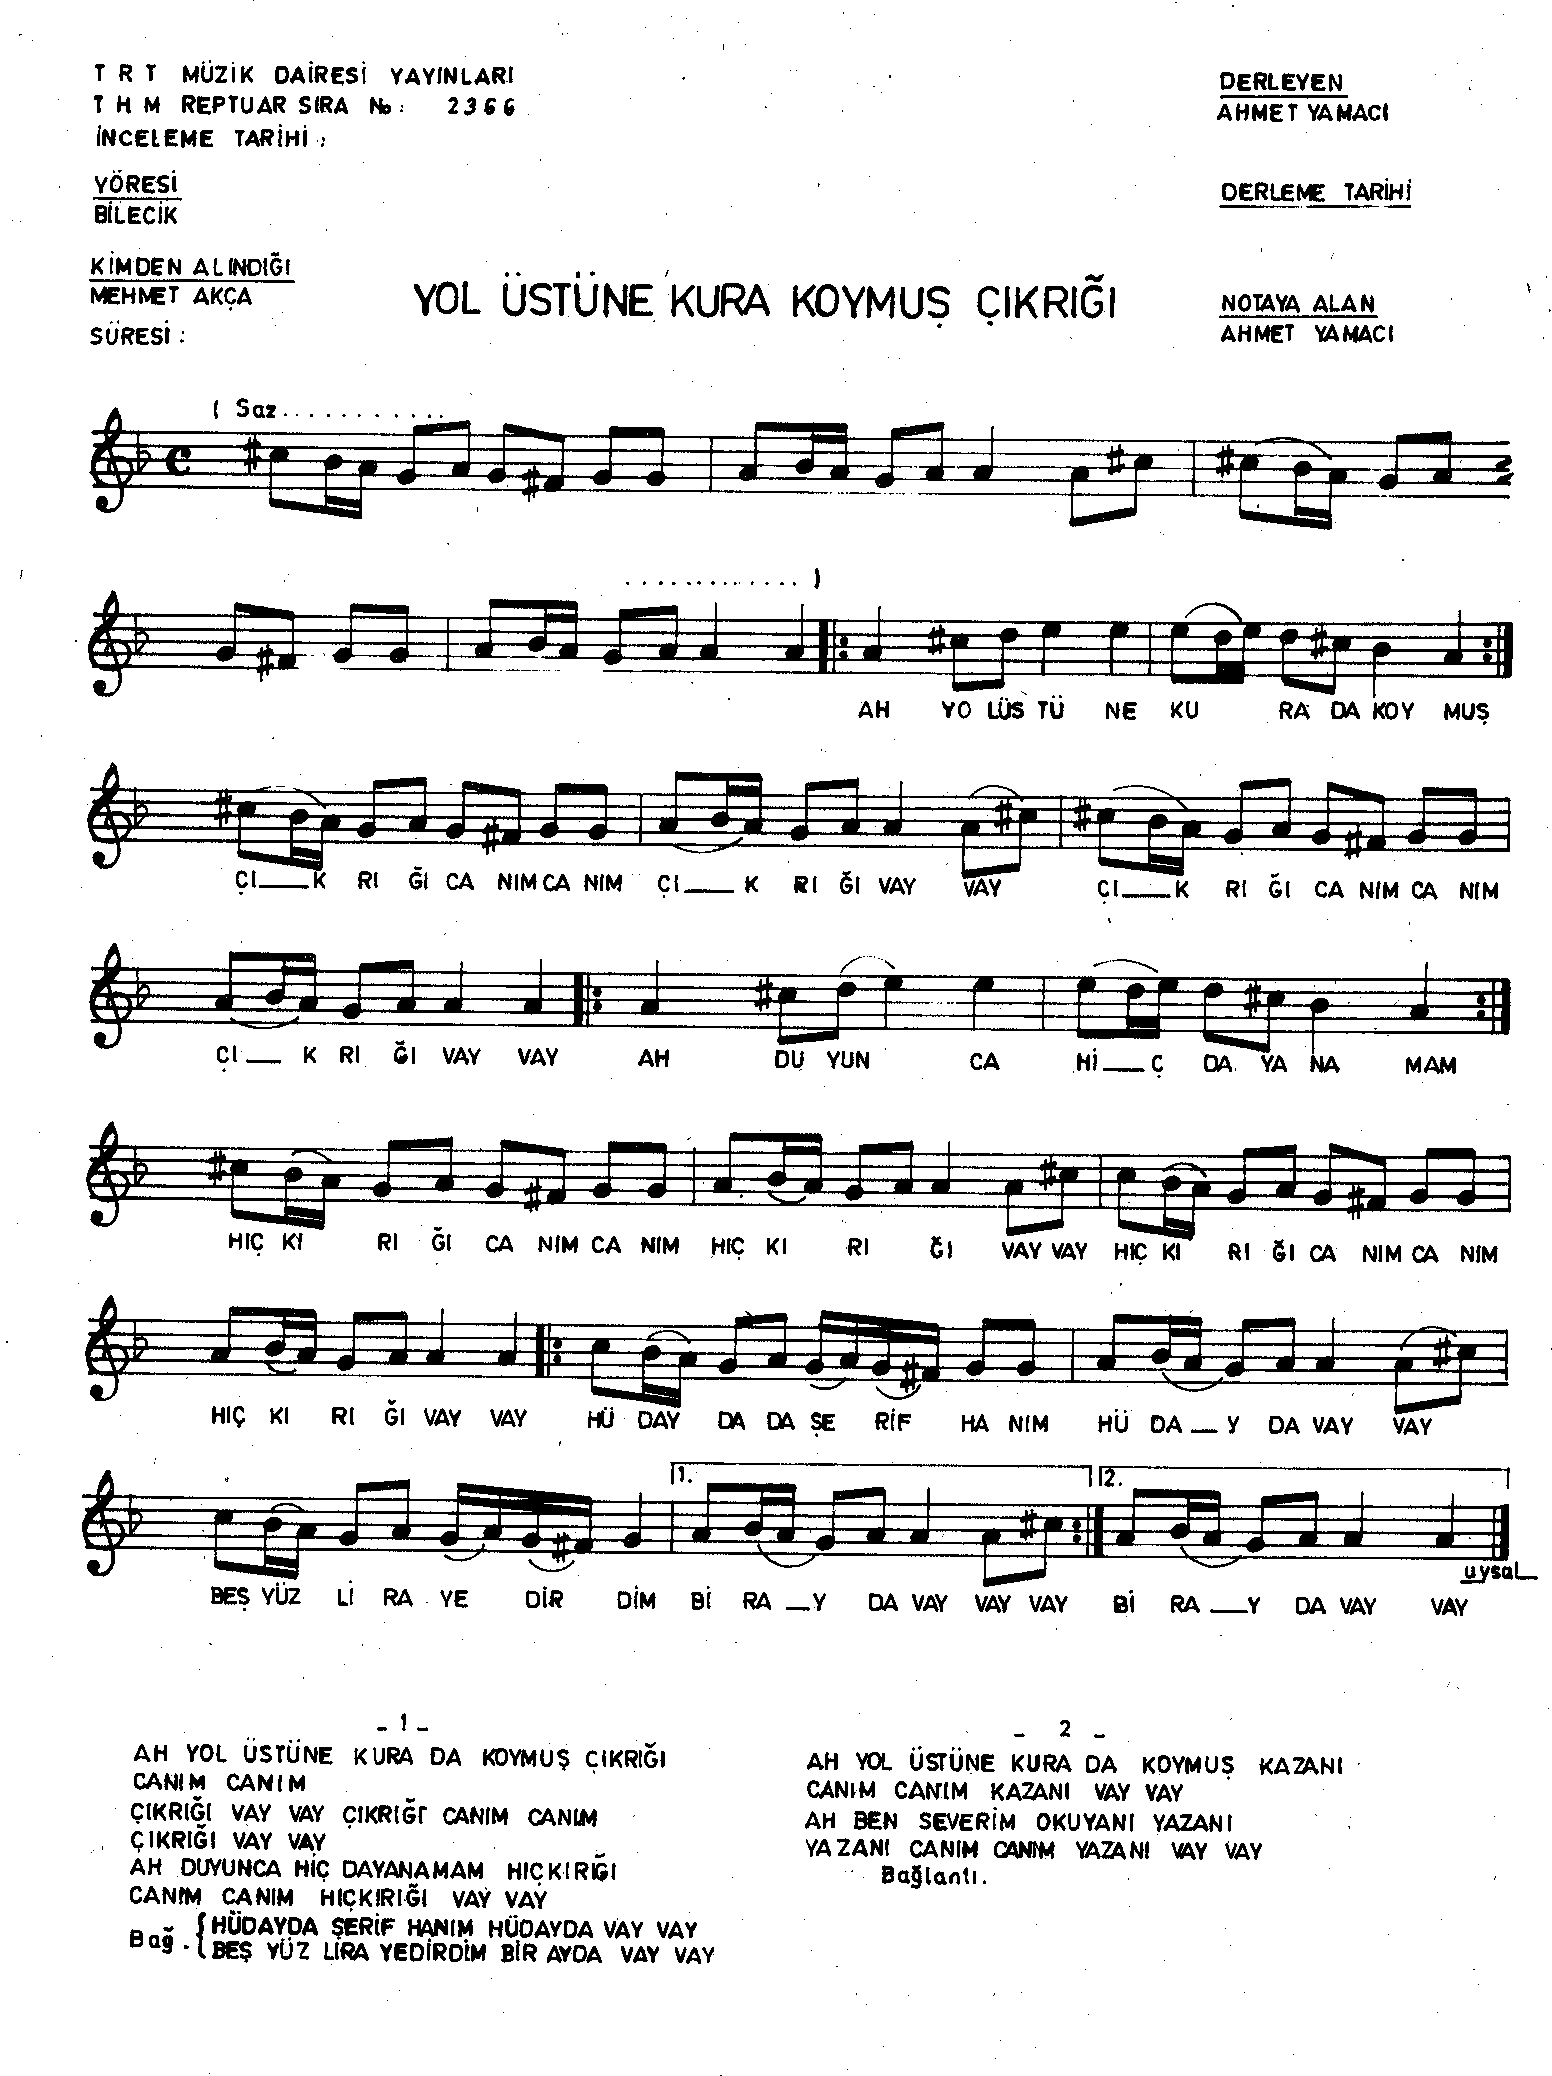 T R T MÜZİK DAİRESİ YAYINLARI
T H M REPTUAR SIRA No: 2366
İNCELEME TARİHİ :
YÖRESİ
BİLECİK
KİMDEN ALINDIĞI
MEHMET AKÇA
SÜRESİ :
DERLEYEN
AHMET YAMACI
DERLEME TARİHİ
NOTAYA ALAN
AHMET YAMACI
YOL ÜSTÜNE KURA KOYMUŞ ÇIKRIĞI
( Saz . . . . . . . . . . .
. . . . . . . . . . . . . )
AH YO LÜS TÜ NE KU RA DA KOY MUŞ
ÇI__K RI ĞI CA NIM CA NIM ÇI__K RI ĞI VAY VAY ÇI__K RI ĞI CA NIM CA NIM
ÇI__K RI ĞI VAY VAY AH DU YUN CA Hİ__Ç DA YA NA MAM
HIÇ KI RI ĞI CA NIM CA NIM HIÇ KI RI ĞI VAY VAY HIÇ KI RI ĞI CA NIM CA NIM
HIÇ KI RI ĞI VAY VAY HÜ DAY DA DA ŞE RİF HA NIM HÜ DA__Y DA VAY VAY
1. 2.
BEŞ YÜZ Lİ RA YE DİR DİM Bİ RA__Y DA VAY VAY VAY Bİ RA__Y DA VAY VAY
uysal
- 1 -
AH YOL ÜSTÜNE KURA DA KOYMUŞ ÇIKRIĞI
CANIM CANIM
ÇIKRIĞI VAY VAY ÇIKRIĞI CANIM CANIM
ÇIKRIĞI VAY VAY
AH DUYUNCA HİÇ DAYANAMAM HIÇKIRIĞI
CANIM CANIM HIÇKIRIĞI VAY VAY
Bağ. { HÜDAYDA ŞERİF HANIM HÜDAYDA VAY VAY
BEŞ YÜZ LİRA YEDİRDİM BİR AYDA VAY VAY
- 2 -
AH YOL ÜSTÜNE KURA DA KOYMUŞ KAZANI
CANIM CANIM KAZANI VAY VAY
AH BEN SEVERİM OKUYANI YAZANI
YAZANI CANIM CANIM YAZANI VAY VAY
Bağlantı.